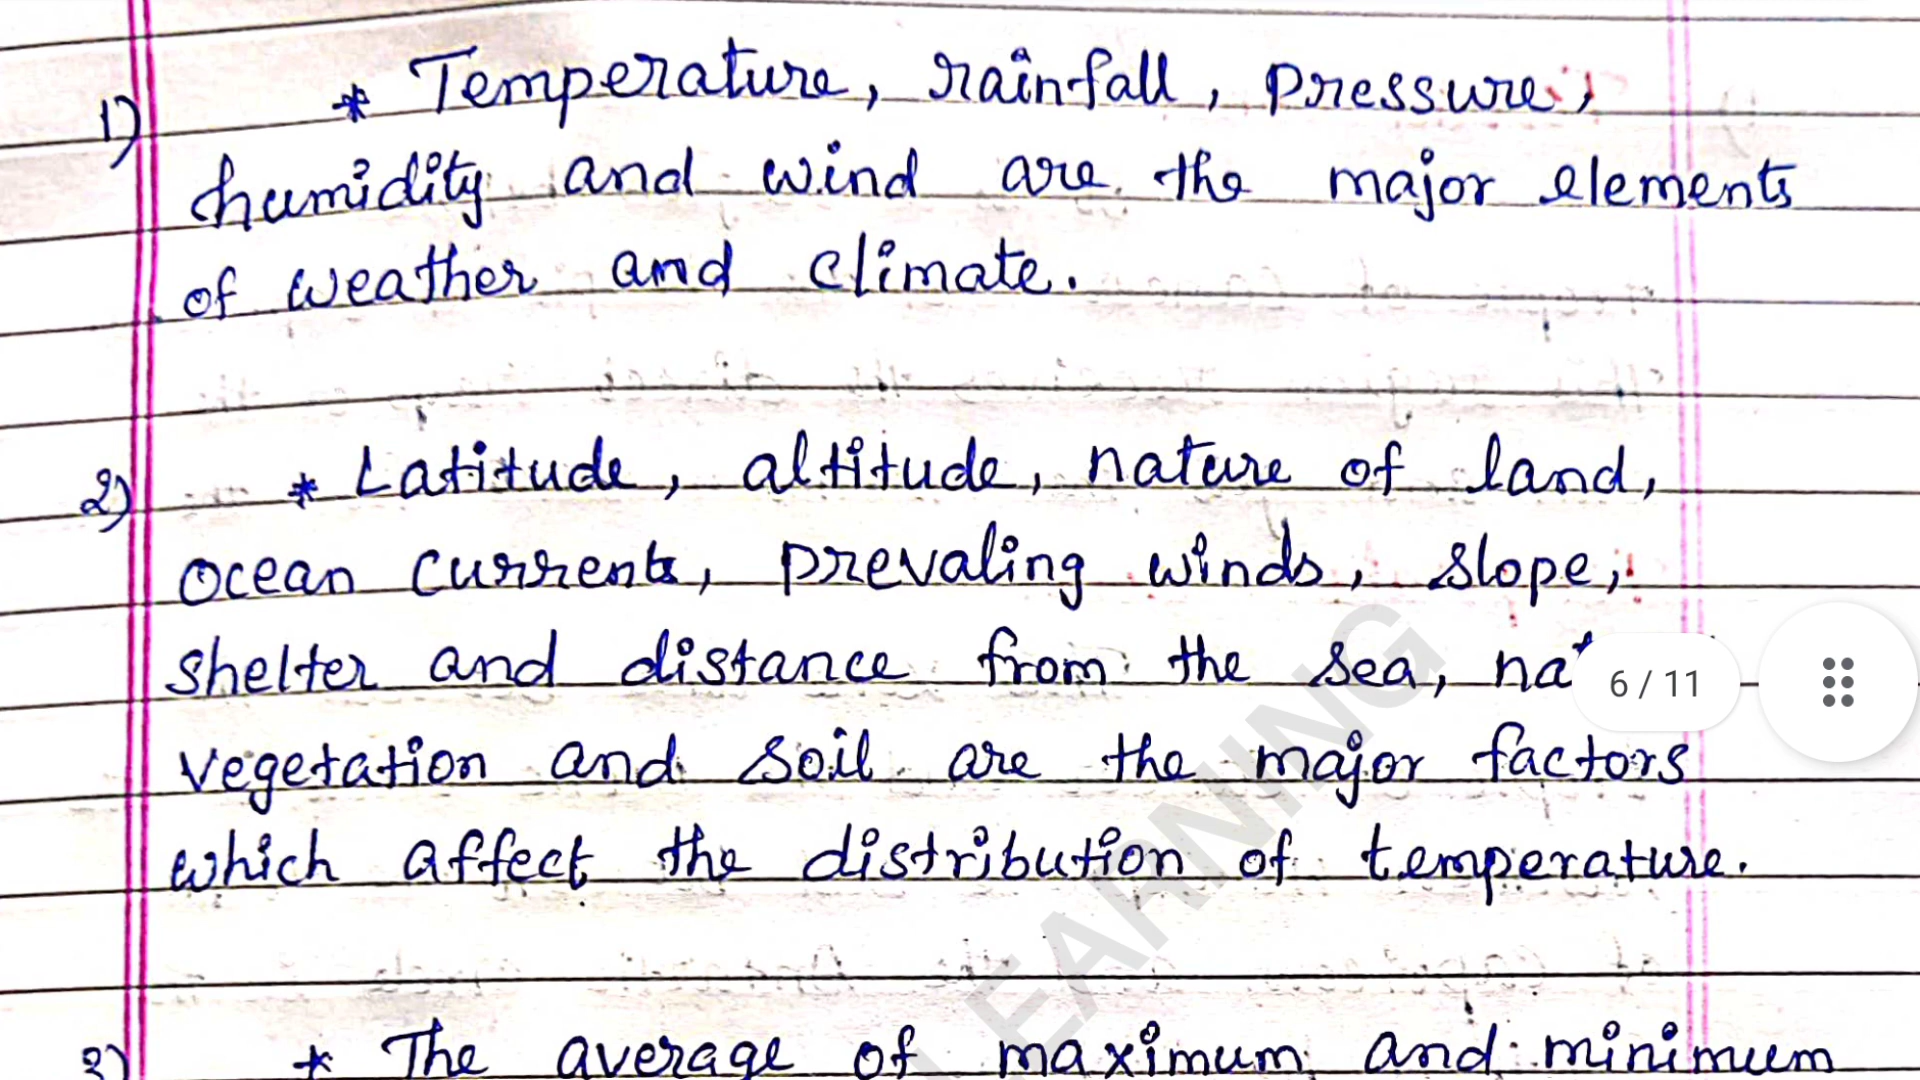 1) * Temperature, rainfall, Pressure,
humidity and wind are the major elements
of weather and climate.
2) * Latitude, altitude, nature of land,
ocean currents, prevaling winds, slope,
shelter and distance from the sea,
6 / 11
vegetation and soil are the major factors
which affect the distribution of temperature.
LEARNING
3) * The average of maximum and minimum